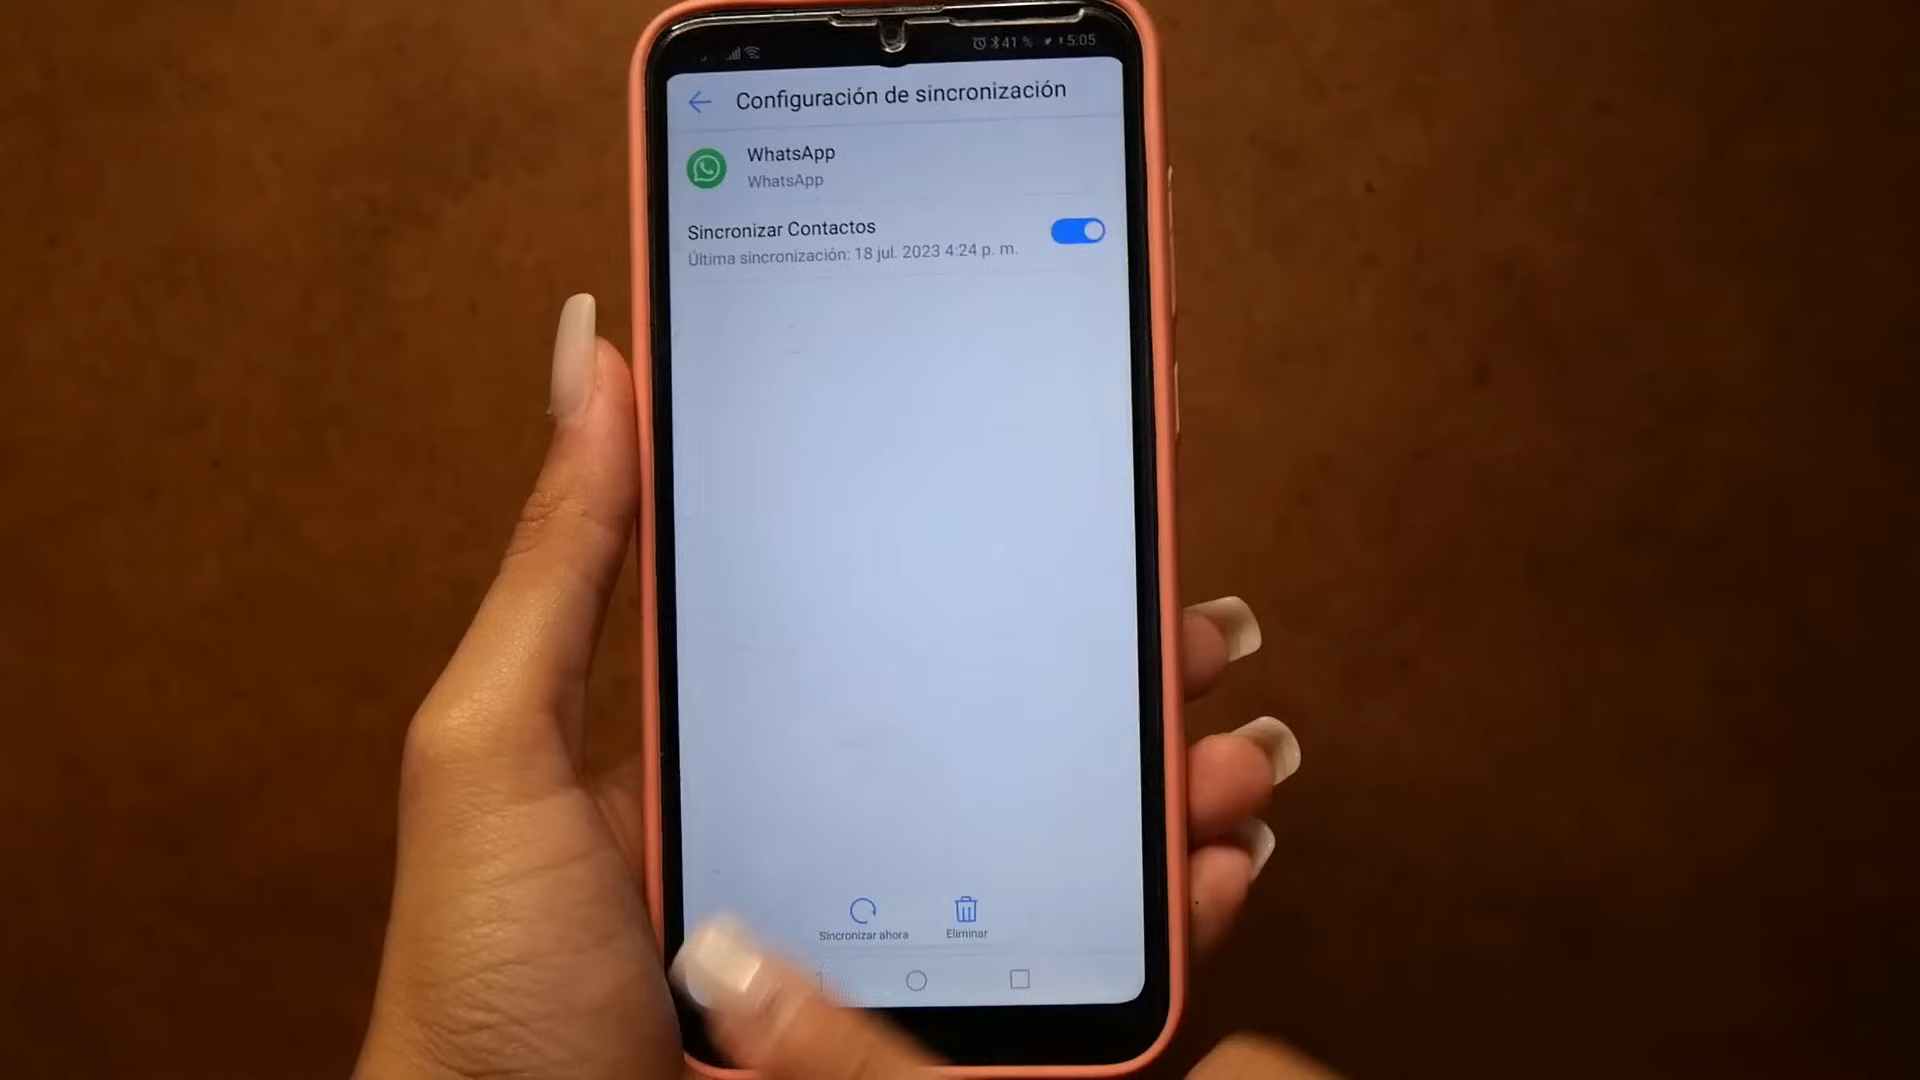 41 % 5:05
Configuración de sincronización
WhatsApp
WhatsApp
Sincronizar Contactos
Última sincronización: 18 jul. 2023 4:24 p. m.
Sincronizar ahora
Eliminar